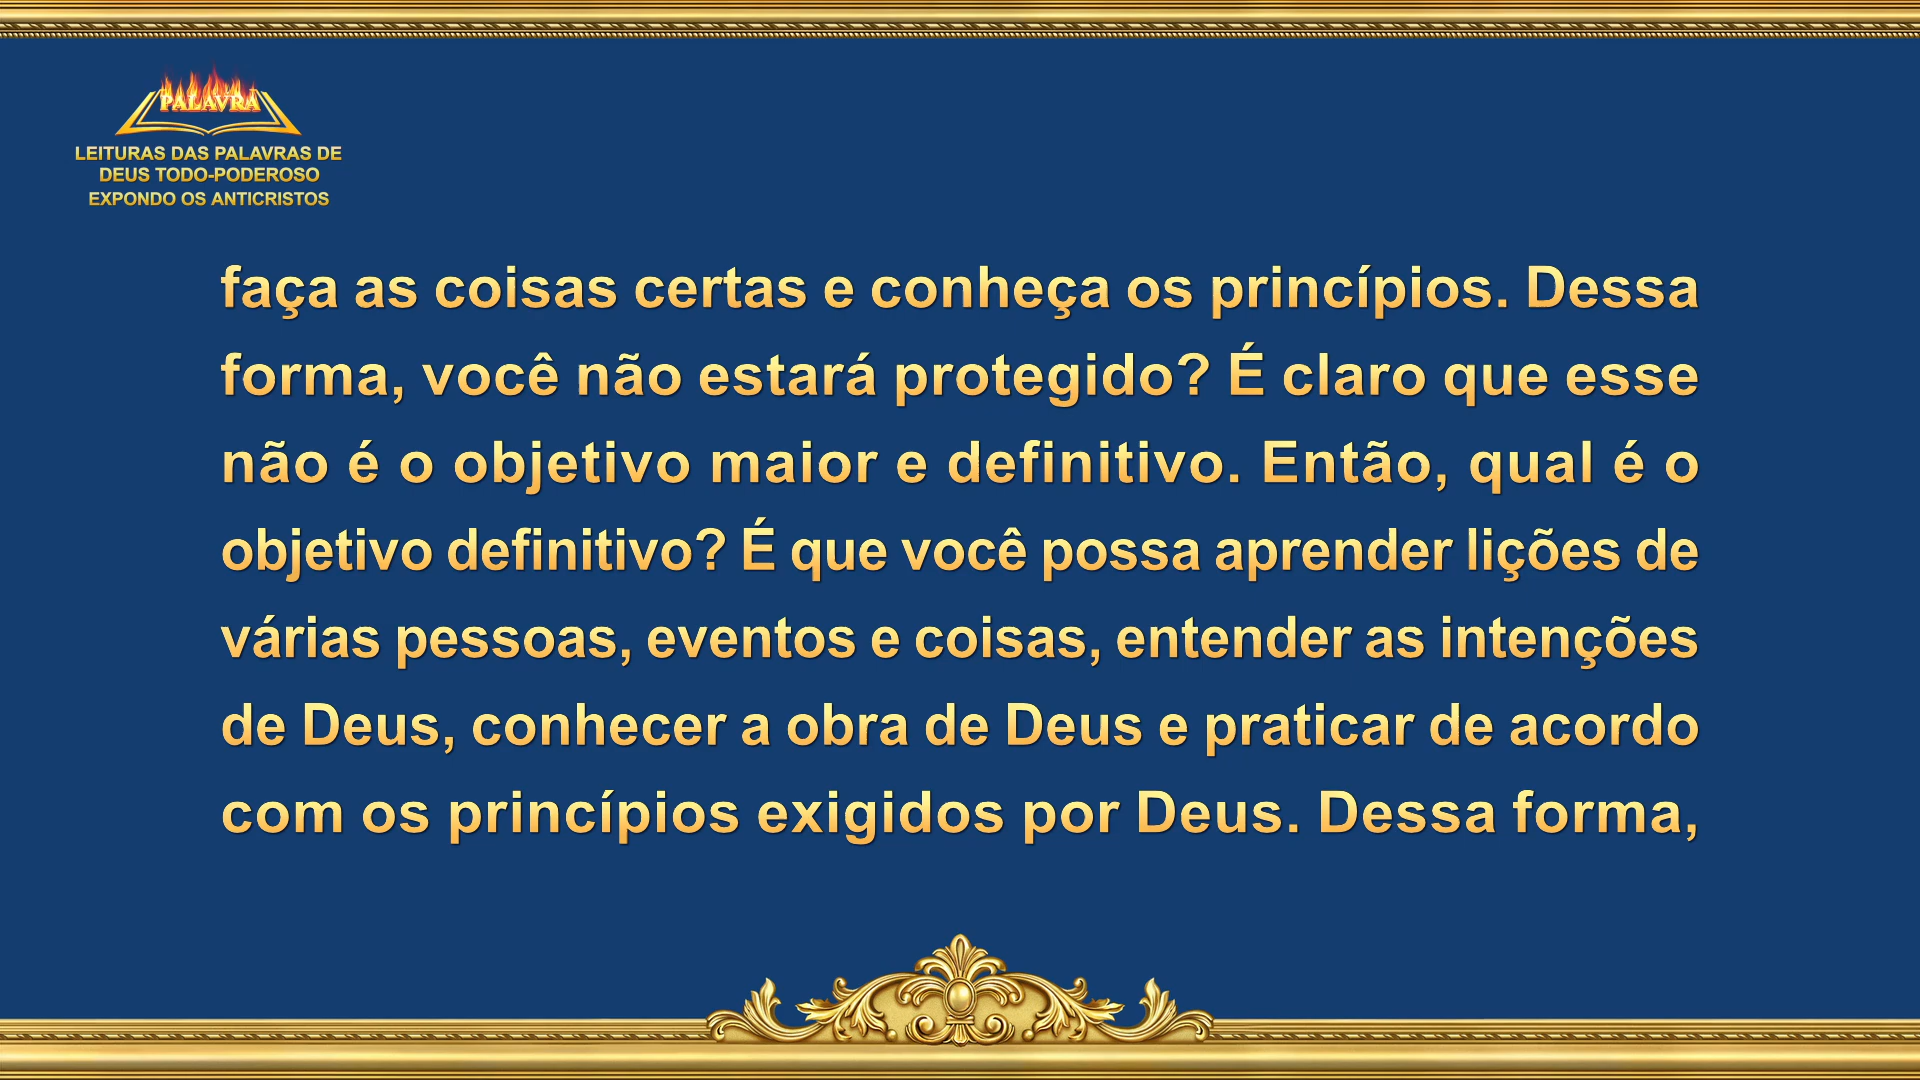 PALAVRA
LEITURAS DAS PALAVRAS DE
DEUS TODO-PODEROSO
EXPONDO OS ANTICRISTOS
faça as coisas certas e conheça os princípios. Dessa
forma, você não estará protegido? É claro que esse
não é o objetivo maior e definitivo. Então, qual é o
objetivo definitivo? É que você possa aprender lições de
várias pessoas, eventos e coisas, entender as intenções
de Deus, conhecer a obra de Deus e praticar de acordo
com os princípios exigidos por Deus. Dessa forma,